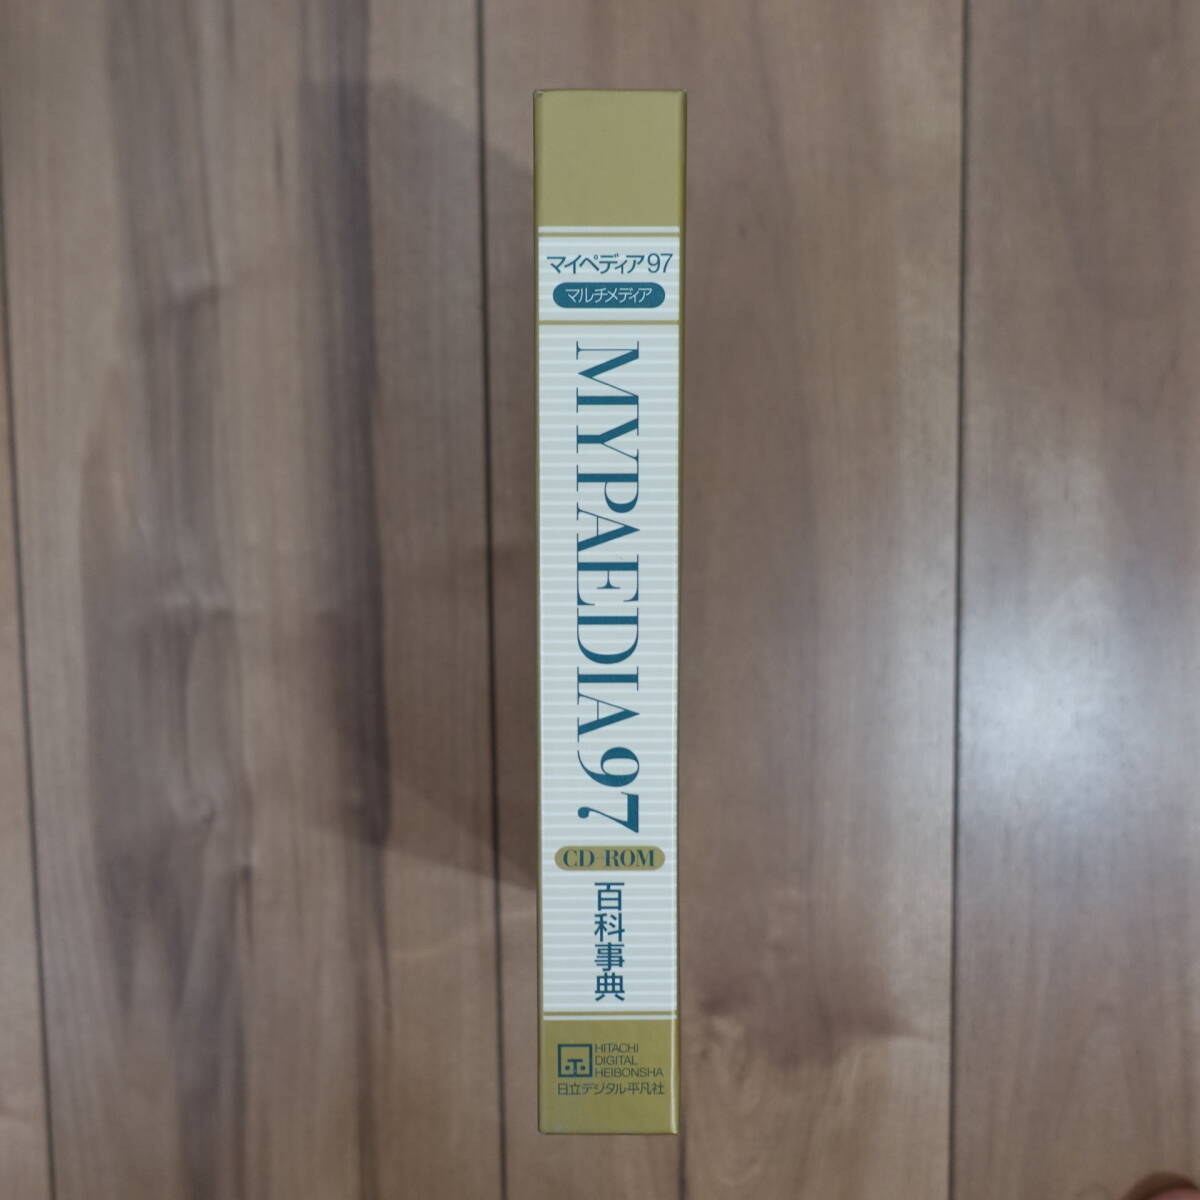 マイペディア97
マルチメディア
MYPAEDIA97
CD-ROM
百科事典
HITACHI
DIGITAL
HEIBONSHA
日立デジタル平凡社